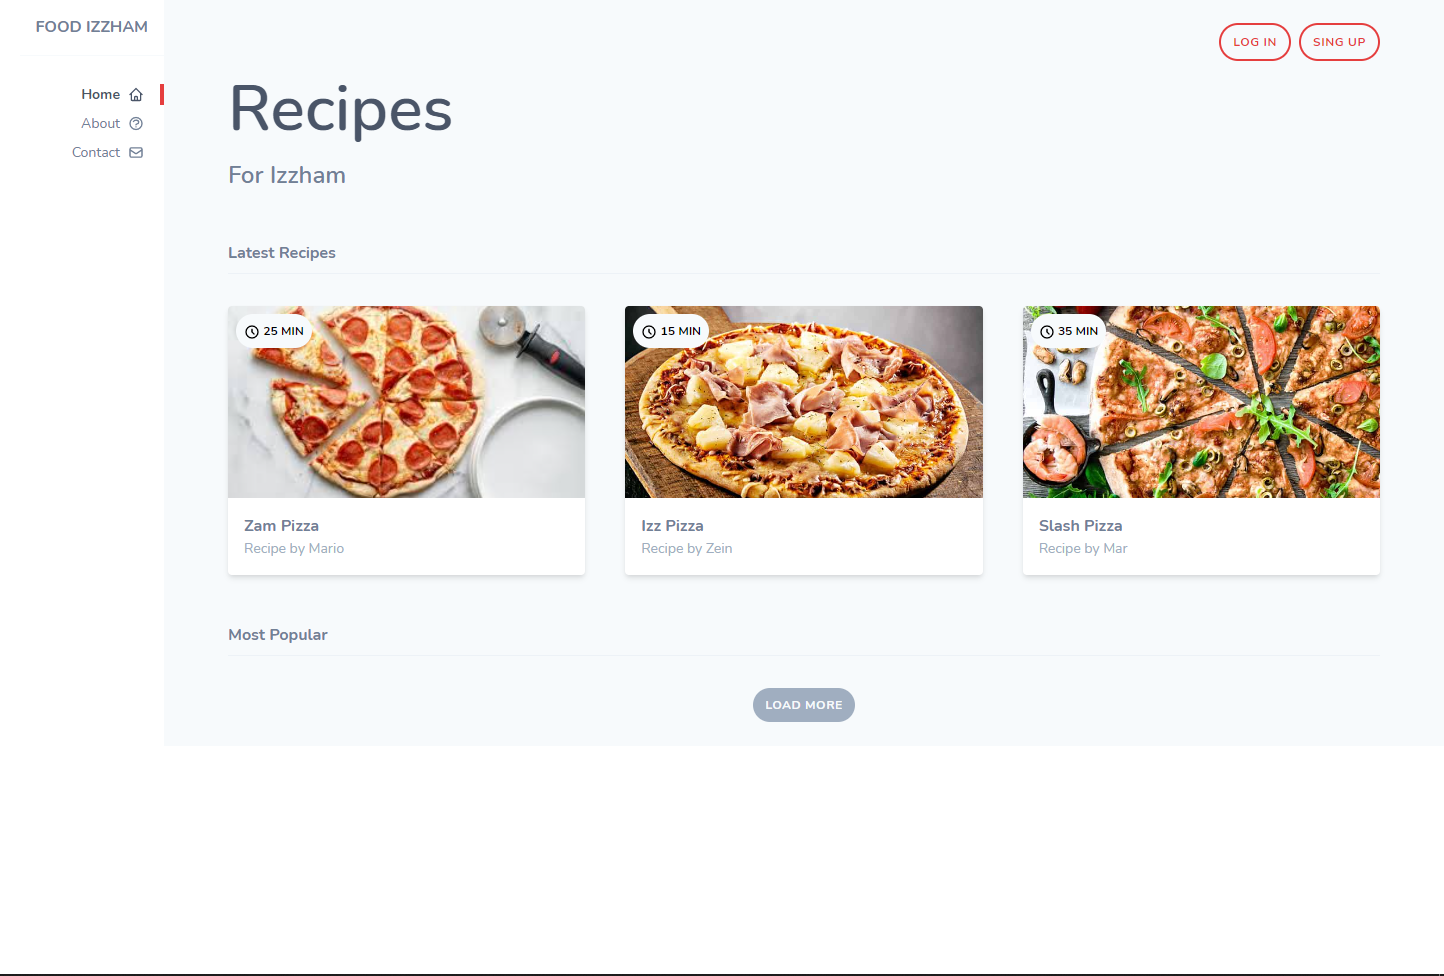 FOOD IZZHAM
Home
About
Contact
LOG IN
SING UP
Recipes
For Izzham
Latest Recipes
25 MIN
Zam Pizza
Recipe by Mario
15 MIN
Izz Pizza
Recipe by Zein
35 MIN
Slash Pizza
Recipe by Mar
Most Popular
LOAD MORE